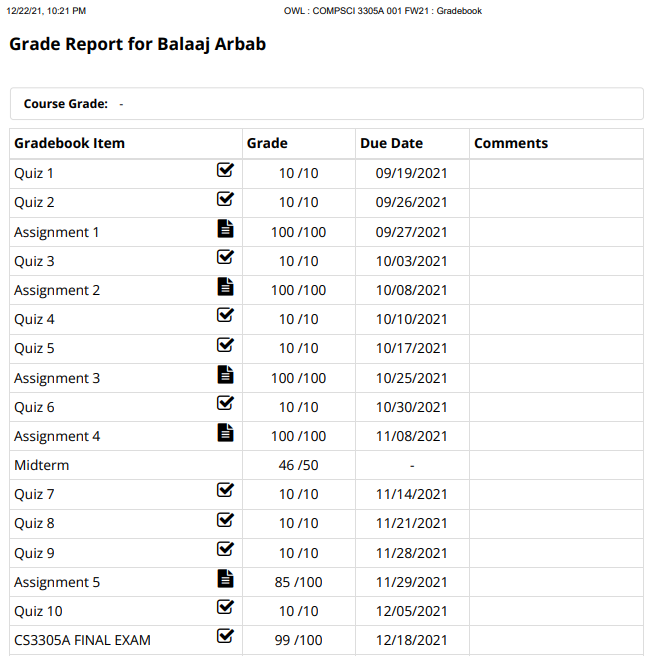 12/22/21, 10:21 PM OWL : COMPSCI 3305A 001 FW21 : Gradebook
Grade Report for Balaaj Arbab
Course Grade: -
Gradebook Item Grade Due Date Comments
Quiz 1 10 /10 09/19/2021
Quiz 2 10 /10 09/26/2021
Assignment 1 100 /100 09/27/2021
Quiz 3 10 /10 10/03/2021
Assignment 2 100 /100 10/08/2021
Quiz 4 10 /10 10/10/2021
Quiz 5 10 /10 10/17/2021
Assignment 3 100 /100 10/25/2021
Quiz 6 10 /10 10/30/2021
Assignment 4 100 /100 11/08/2021
Midterm 46 /50 -
Quiz 7 10 /10 11/14/2021
Quiz 8 10 /10 11/21/2021
Quiz 9 10 /10 11/28/2021
Assignment 5 85 /100 11/29/2021
Quiz 10 10 /10 12/05/2021
CS3305A FINAL EXAM 99 /100 12/18/2021